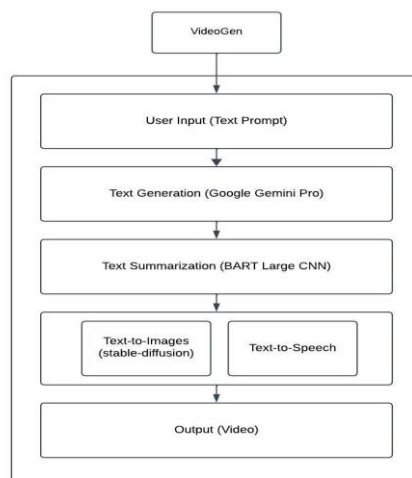 VideoGen
User Input (Text Prompt)
Text Generation (Google Gemini Pro)
Text Summarization (BART Large CNN)
Text-to-Images
(stable-diffusion)
Text-to-Speech
Output (Video)